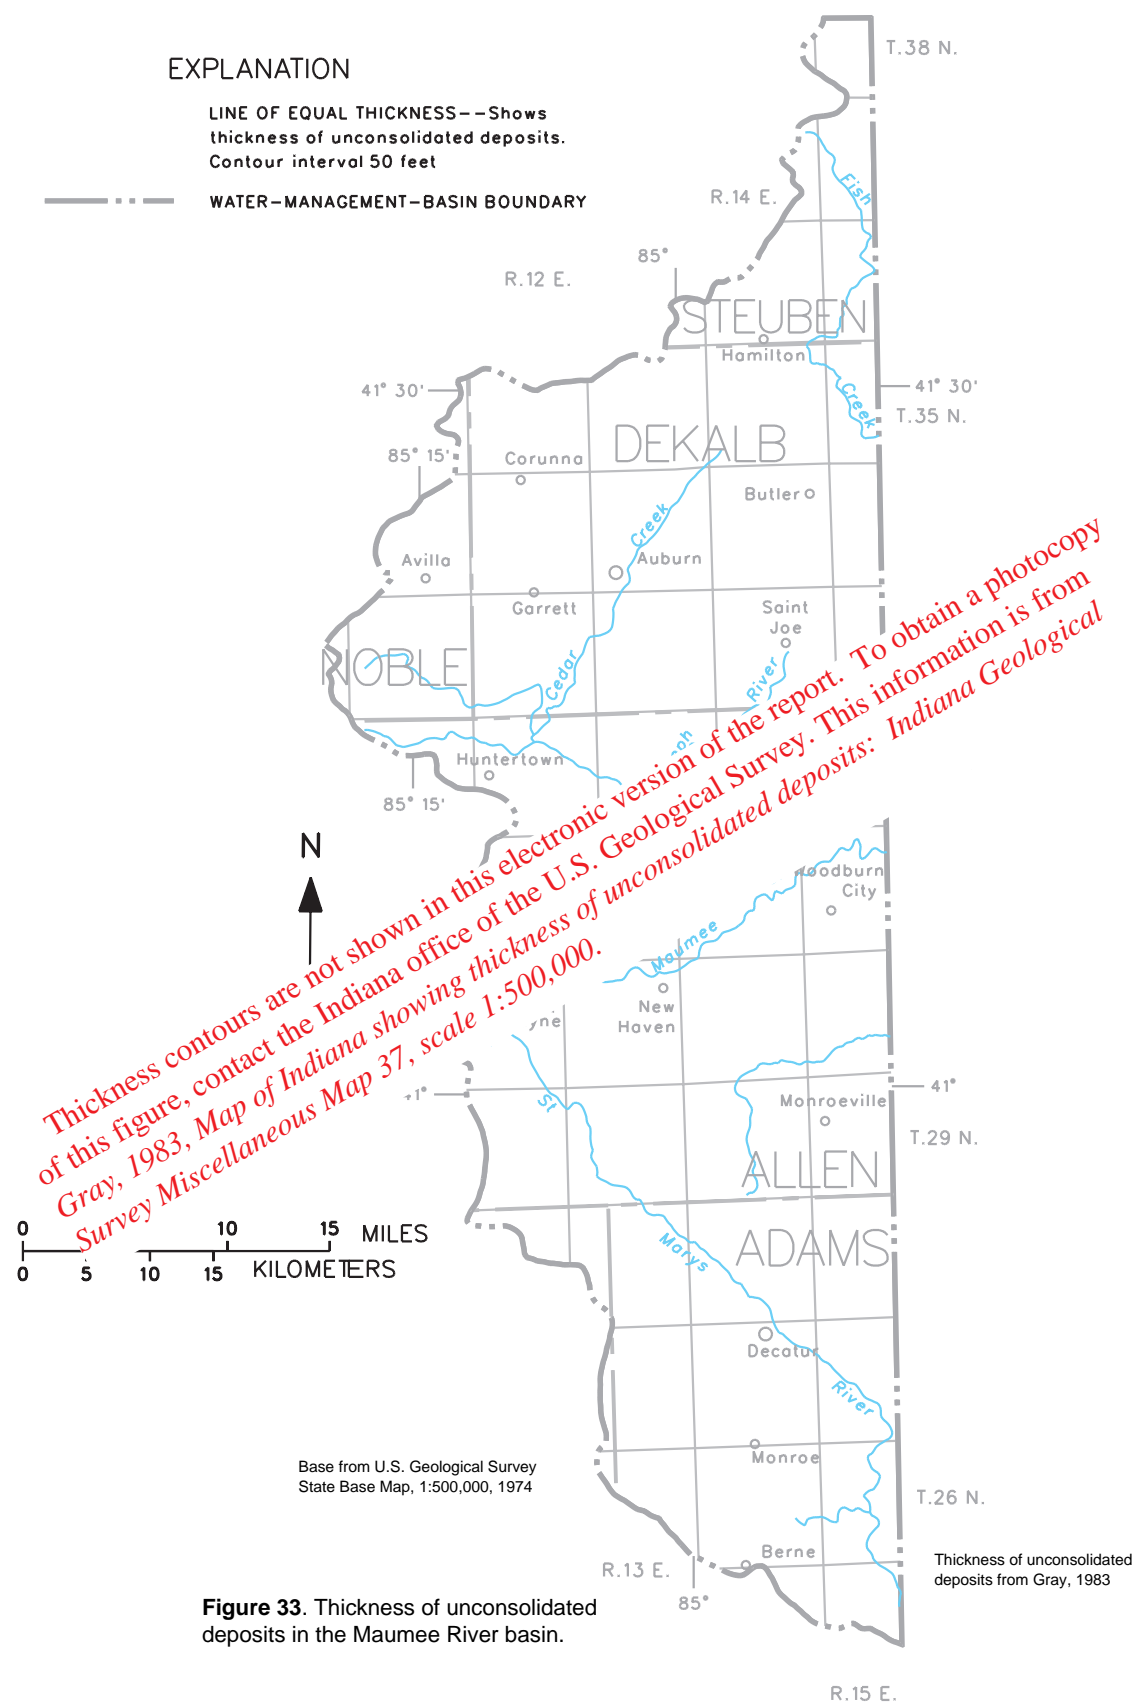 T.38 N.
EXPLANATION
LINE OF EQUAL THICKNESS––Shows
thickness of unconsolidated deposits.
Contour interval 50 feet
WATER–MANAGEMENT–BASIN BOUNDARY
Fish
R.14 E.
85°
R.12 E.
STEUBEN
Hamilton
41° 30'
41° 30'
Creek
T.35 N.
DEKALB
85° 15'
Corunna
Butler
Creek
Avilla
Auburn
Garrett
Saint
Joe
NOBLE
Cedar
River
Huntertown
85° 15'
N
Thickness contours are not shown in this electronic version of the report. To obtain a photocopy
of this figure, contact the Indiana office of the U.S. Geological Survey. This information is from
Gray, 1983, Map of Indiana showing thickness of unconsolidated deposits: Indiana Geological
Survey Miscellaneous Map 37, scale 1:500,000.
City
Maumee
New
Haven
41°
St
Monroeville
T.29 N.
ALLEN
0 10 15 MILES
0 5 10 15 KILOMETERS
Marys
ADAMS
Decatur
River
Monroe
Base from U.S. Geological Survey
State Base Map, 1:500,000, 1974
T.26 N.
Berne
R.13 E.
85°
Thickness of unconsolidated
deposits from Gray, 1983
Figure 33. Thickness of unconsolidated
deposits in the Maumee River basin.
R.15 E.